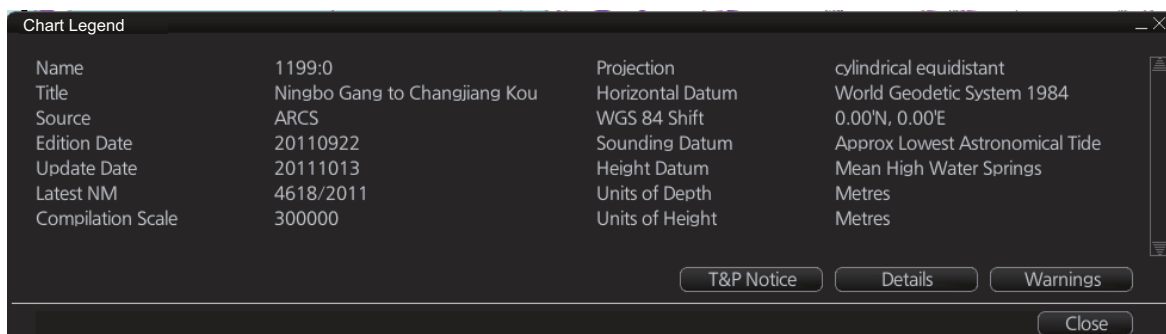 Chart Legend
Name 1199:0 Projection cylindrical equidistant
Title Ningbo Gang to Changjiang Kou Horizontal Datum World Geodetic System 1984
Source ARCS WGS 84 Shift 0.00'N, 0.00'E
Edition Date 20110922 Sounding Datum Approx Lowest Astronomical Tide
Update Date 20111013 Height Datum Mean High Water Springs
Latest NM 4618/2011 Units of Depth Metres
Compilation Scale 300000 Units of Height Metres
T&P Notice Details Warnings
Close